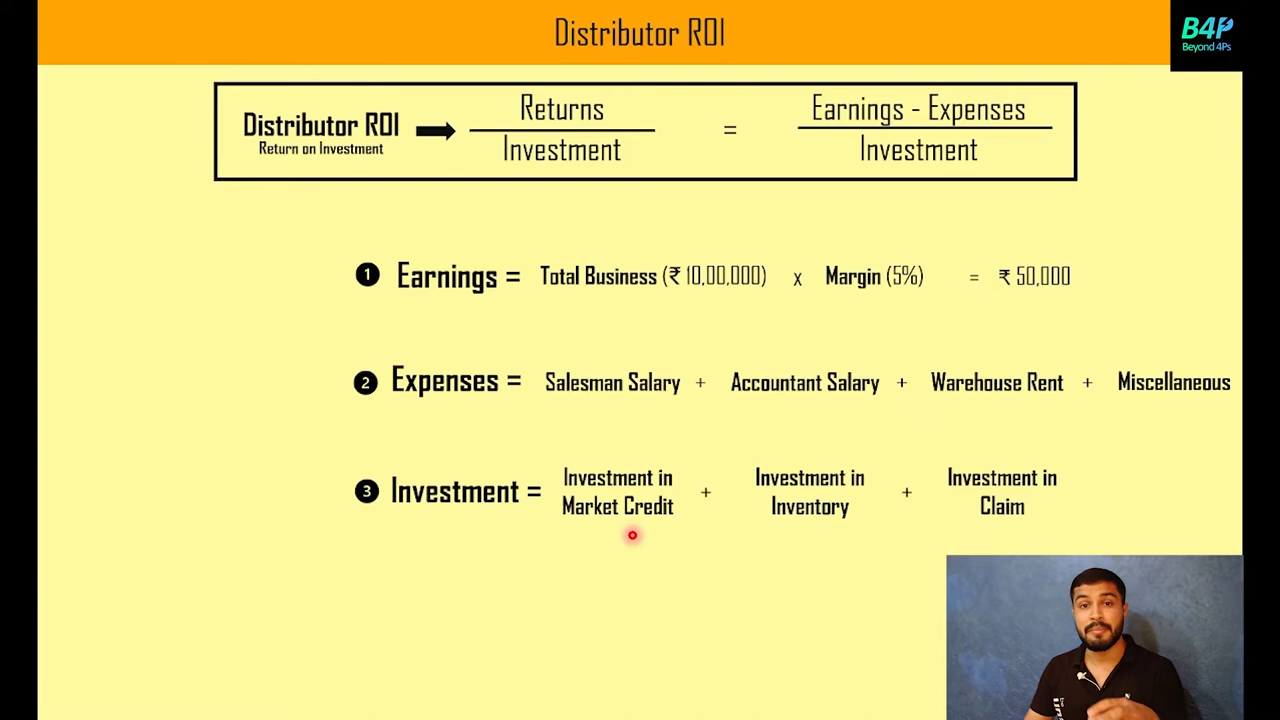 Distributor ROI
B4P
Beyond 4Ps
Distributor ROI
Return on Investment
Returns
Investment
=
Earnings - Expenses
Investment
1 Earnings = Total Business (₹ 10,00,000) x Margin (5%) = ₹ 50,000
2 Expenses = Salesman Salary + Accountant Salary + Warehouse Rent + Miscellaneous
3 Investment = Investment in Market Credit + Investment in Inventory + Investment in Claim